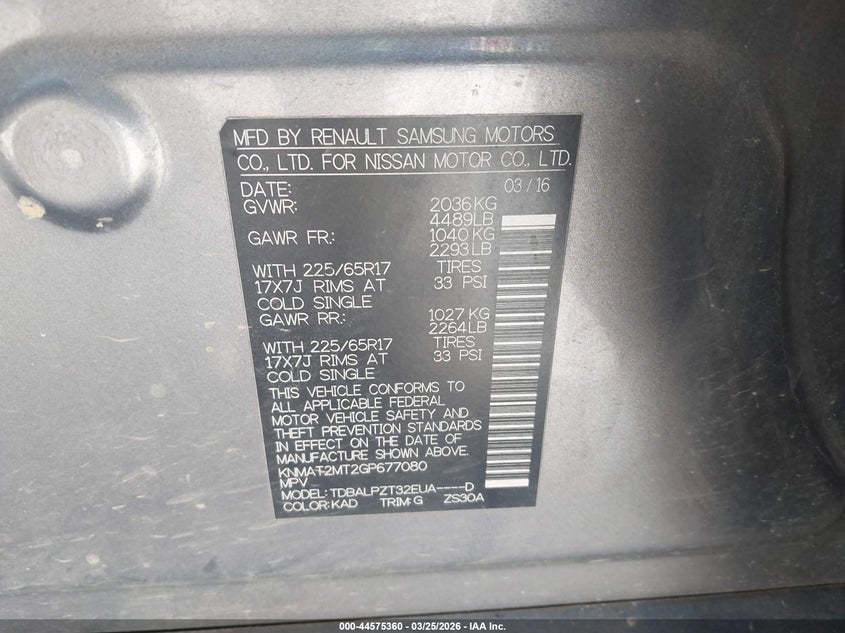 MFD BY RENAULT SAMSUNG MOTORS
CO., LTD. FOR NISSAN MOTOR CO., LTD.
DATE: 03/16
GVWR: 2036 KG
4489 LB
GAWR FR.: 1040 KG
2293 LB
WITH 225/65R17 TIRES
17X7J RIMS AT 33 PSI
COLD SINGLE
GAWR RR.: 1027 KG
2264 LB
WITH 225/65R17 TIRES
17X7J RIMS AT 33 PSI
COLD SINGLE
THIS VEHICLE CONFORMS TO
ALL APPLICABLE FEDERAL
MOTOR VEHICLE SAFETY AND
THEFT PREVENTION STANDARDS
IN EFFECT ON THE DATE OF
MANUFACTURE SHOWN ABOVE.
KNMAT2MT2GP677080
MPV
MODEL: TDBALPZT32EUA----D
COLOR: KAD TRIM: G ZS30A
000-44575360 - 03/25/2026 - IAA Inc.